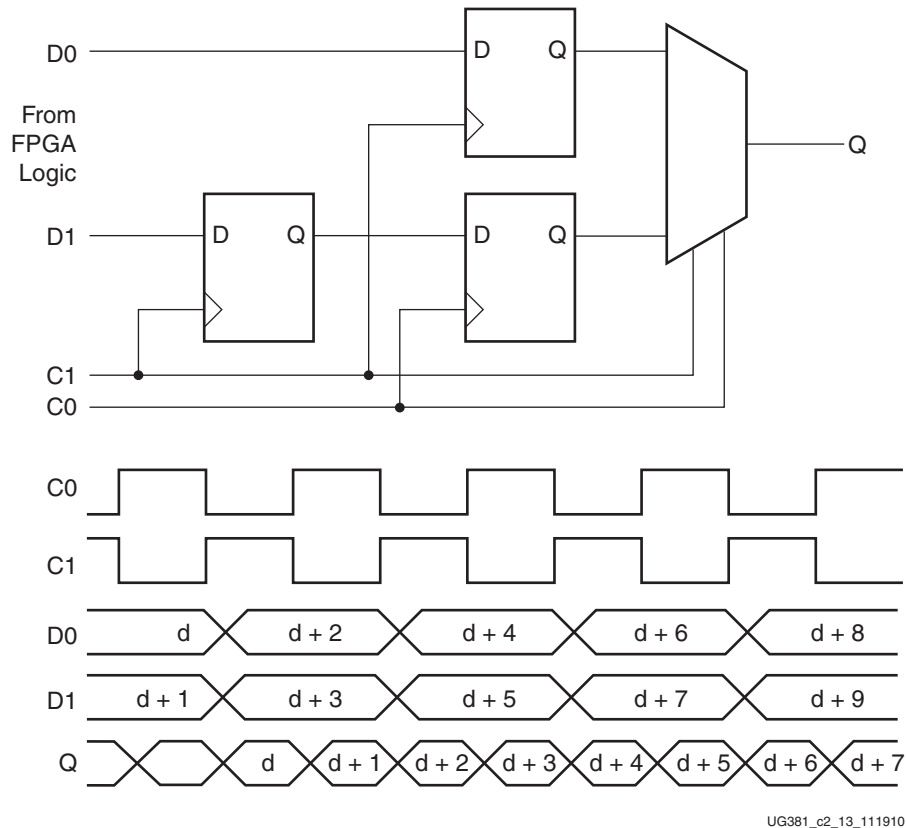 D0
D Q
From
FPGA
Logic
Q
D1
D Q
D Q
C1
C0
C0
C1
D0 d d + 2 d + 4 d + 6 d + 8
D1 d + 1 d + 3 d + 5 d + 7 d + 9
Q d d + 1 d + 2 d + 3 d + 4 d + 5 d + 6 d + 7
UG381_c2_13_111910